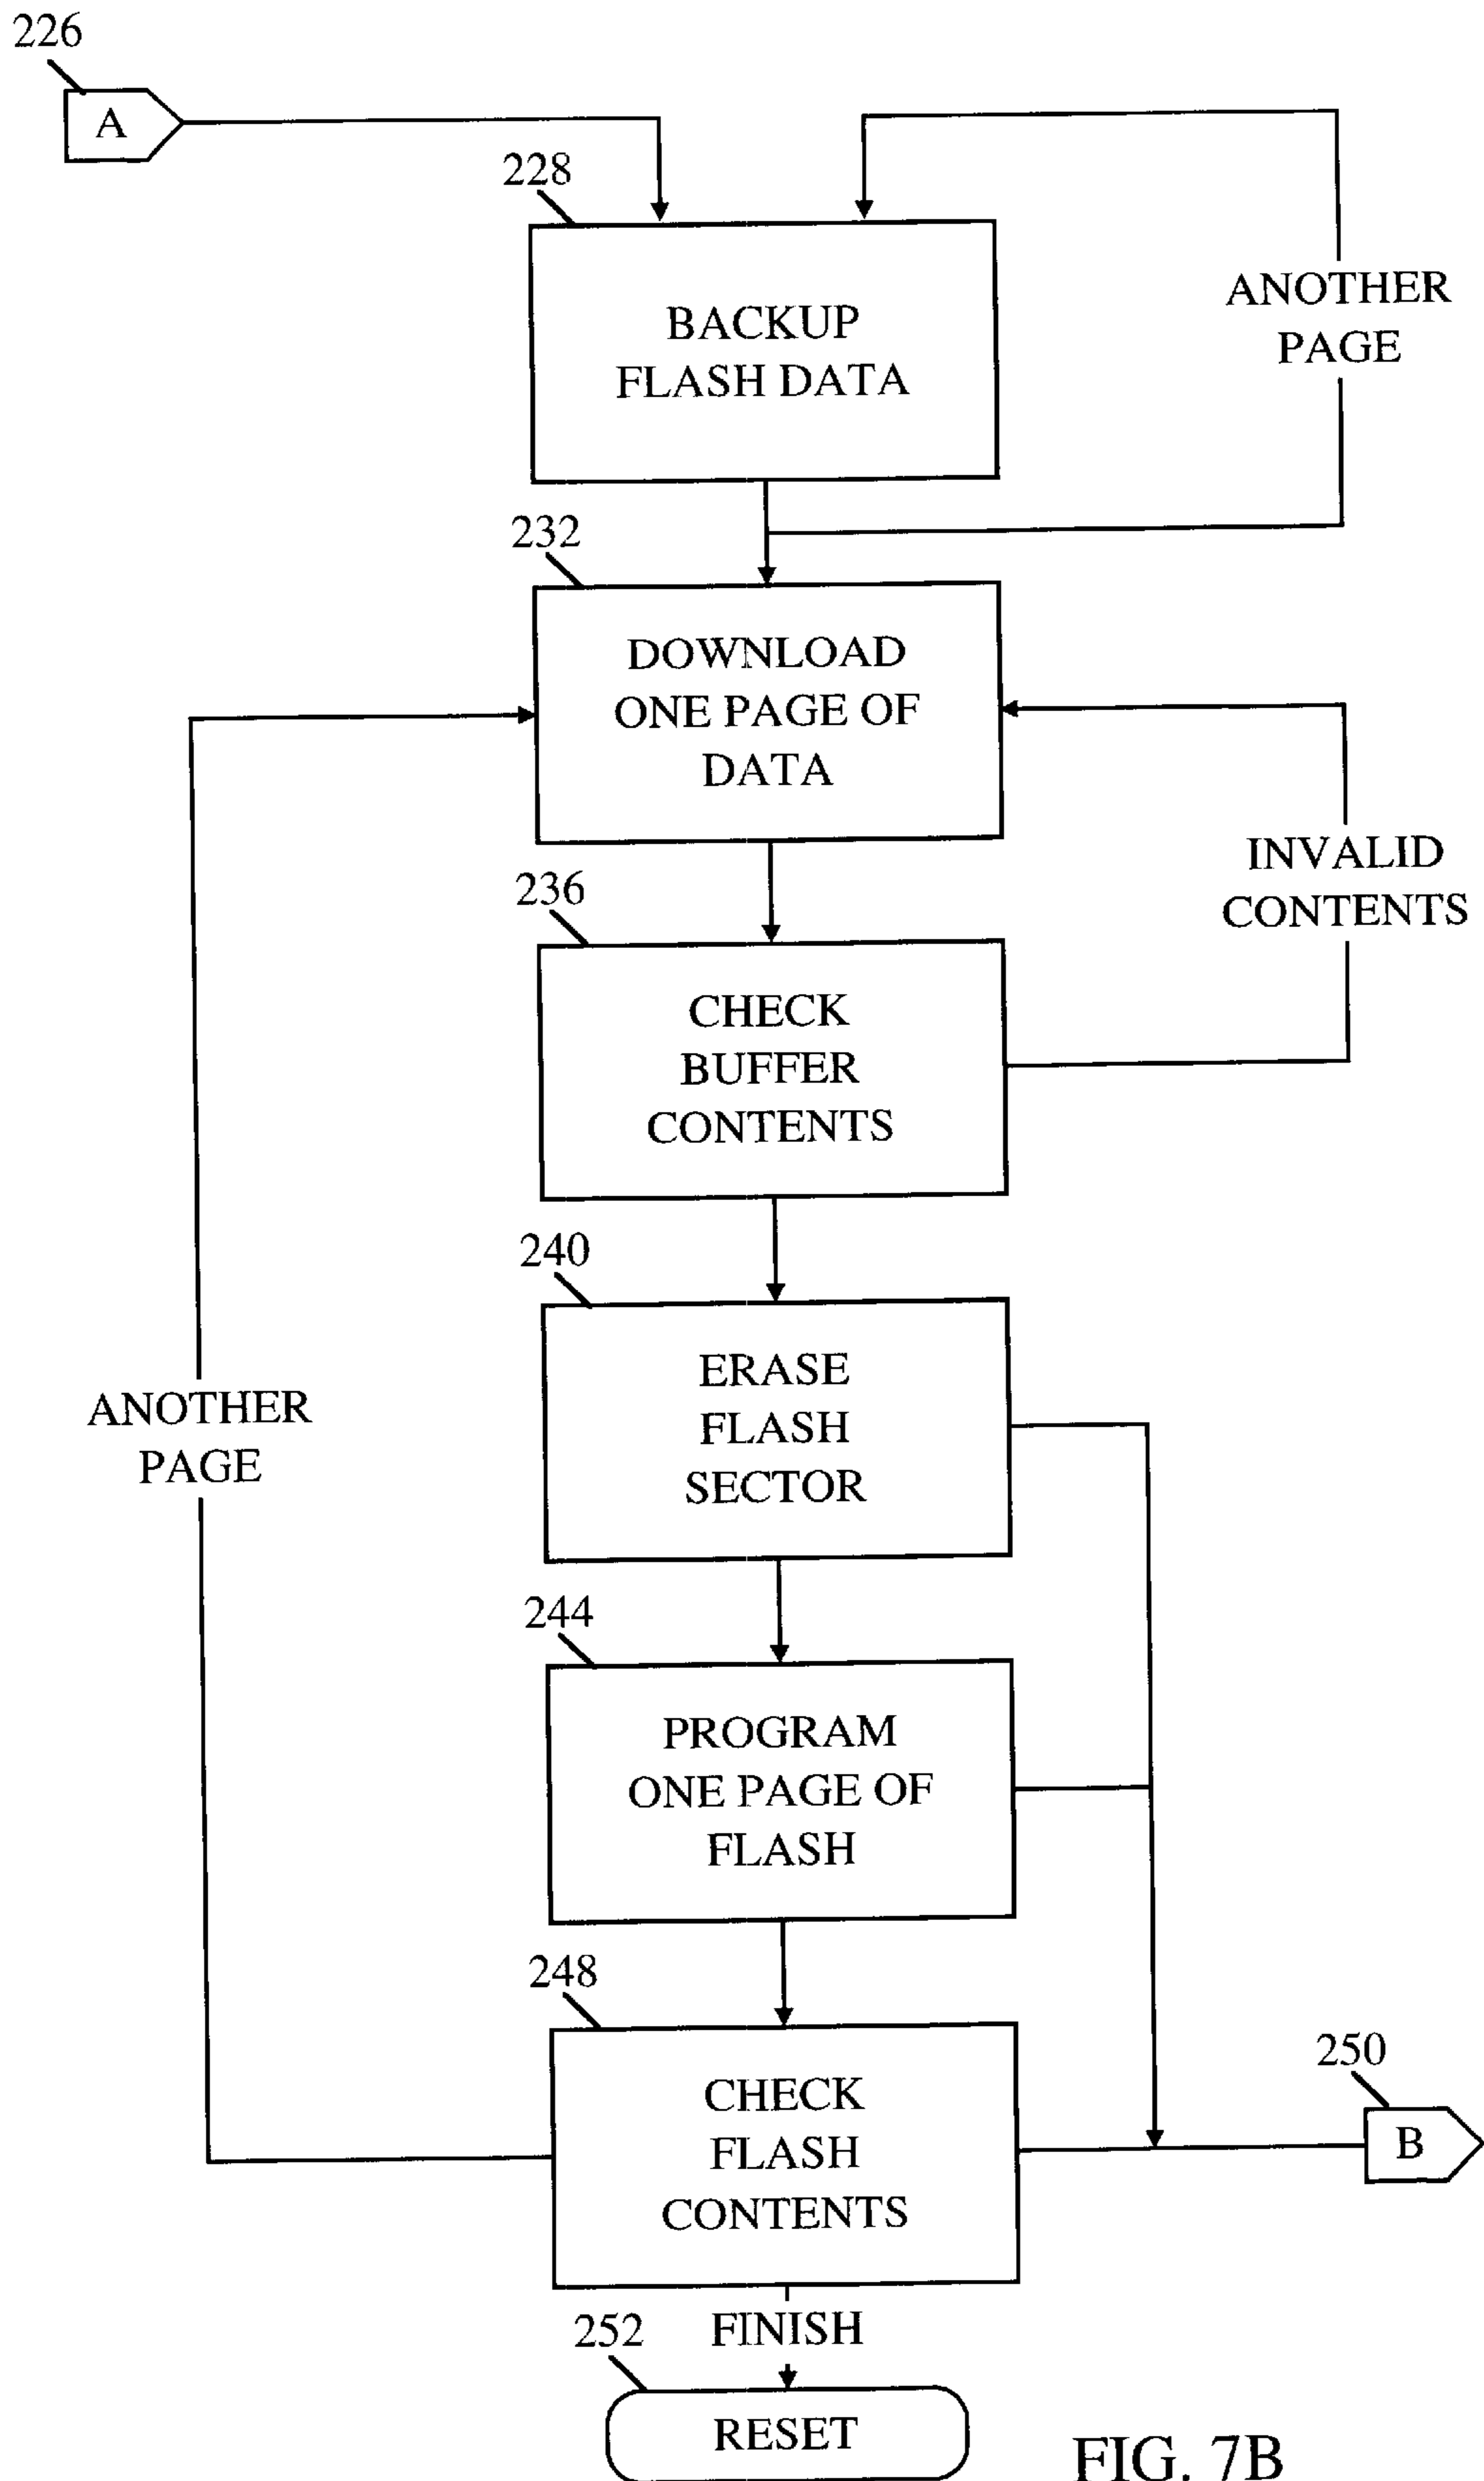 226
A
228
BACKUP
FLASH DATA
ANOTHER
PAGE
232
DOWNLOAD
ONE PAGE OF
DATA
INVALID
CONTENTS
236
CHECK
BUFFER
CONTENTS
240
ERASE
FLASH
SECTOR
ANOTHER
PAGE
244
PROGRAM
ONE PAGE OF
FLASH
248
CHECK
FLASH
CONTENTS
250
B
FINISH
252
RESET
FIG. 7B